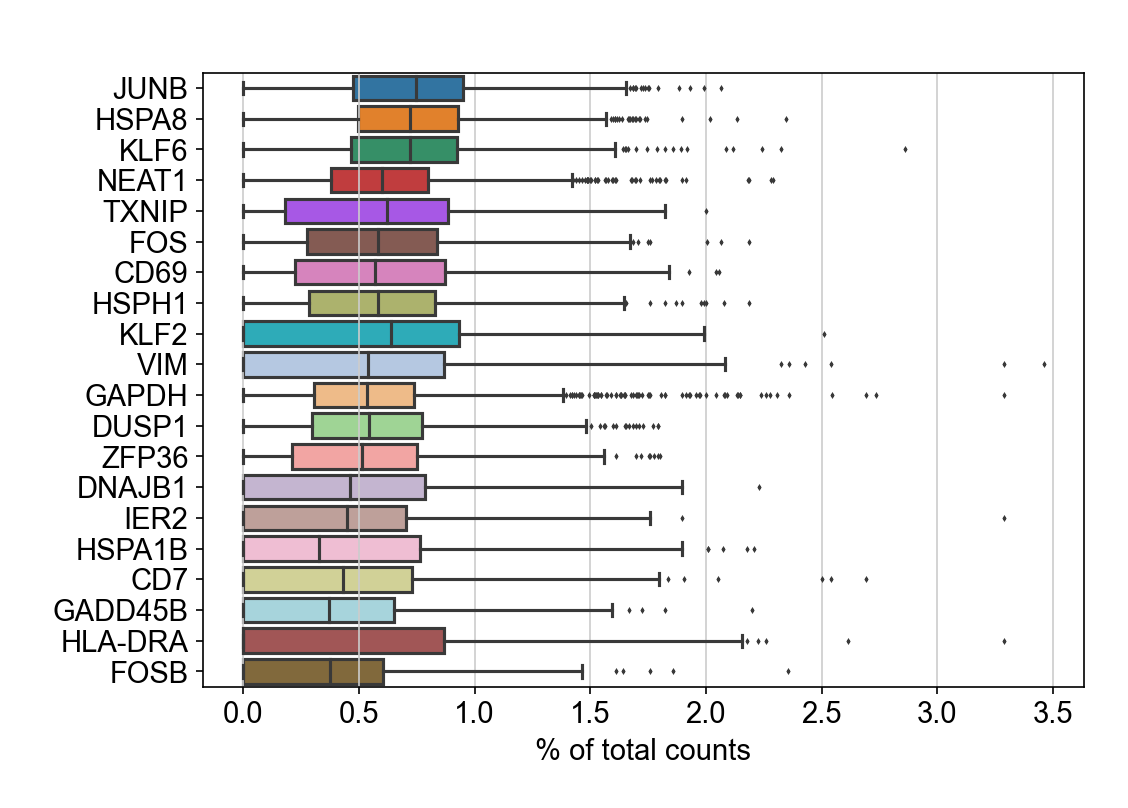 JUNB
HSPA8
KLF6
NEAT1
TXNIP
FOS
CD69
HSPH1
KLF2
VIM
GAPDH
DUSP1
ZFP36
DNAJB1
IER2
HSPA1B
CD7
GADD45B
HLA-DRA
FOSB
0.0 0.5 1.0 1.5 2.0 2.5 3.0 3.5
% of total counts